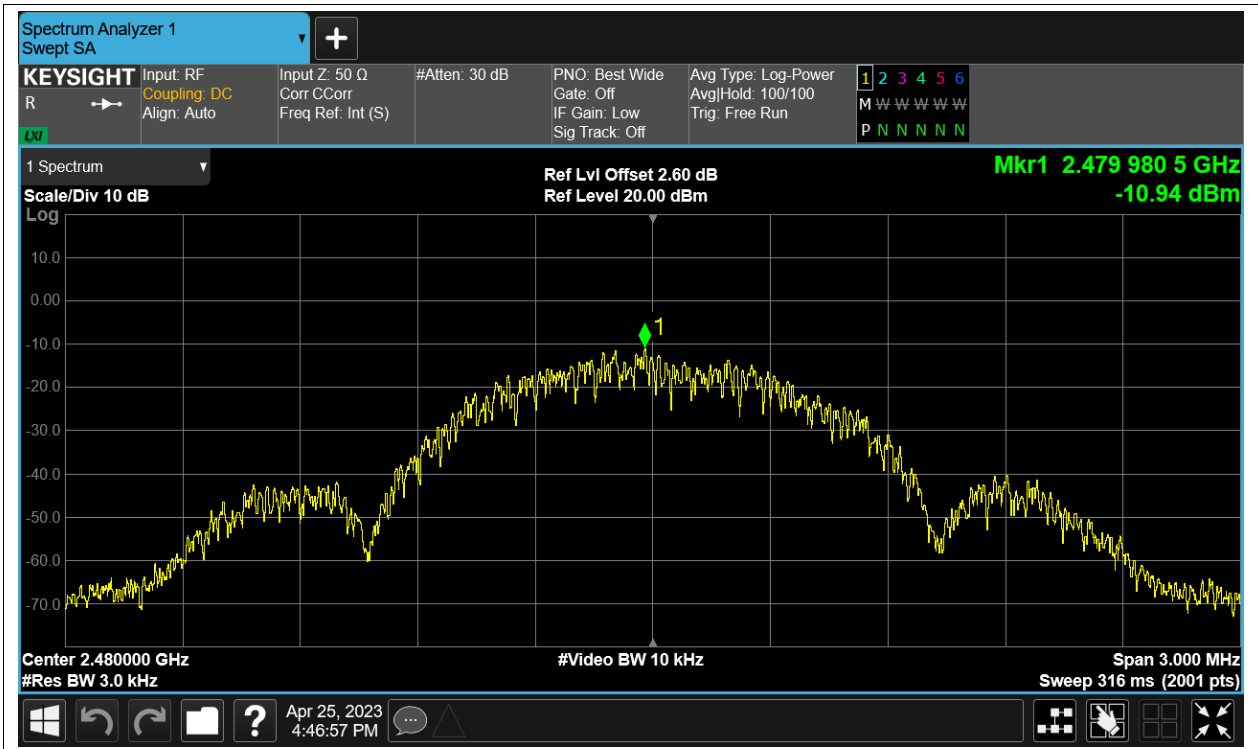 Spectrum Analyzer 1
Swept SA
+
KEYSIGHT
R
LXI
Input: RF
Coupling: DC
Align: Auto
Input Z: 50 Ω
Corr CCorr
Freq Ref: Int (S)
#Atten: 30 dB
PNO: Best Wide
Gate: Off
IF Gain: Low
Sig Track: Off
Avg Type: Log-Power
Avg|Hold: 100/100
Trig: Free Run
1 2 3 4 5 6
M W W W W W W
P N N N N N
1 Spectrum
Scale/Div 10 dB
Log
Ref Lvl Offset 2.60 dB
Ref Level 20.00 dBm
Mkr1 2.479 980 5 GHz
-10.94 dBm
10.0
0.00
-10.0
-20.0
-30.0
-40.0
-50.0
-60.0
-70.0
1
Center 2.480000 GHz
#Res BW 3.0 kHz
#Video BW 10 kHz
Span 3.000 MHz
Sweep 316 ms (2001 pts)
?
Apr 25, 2023
4:46:57 PM